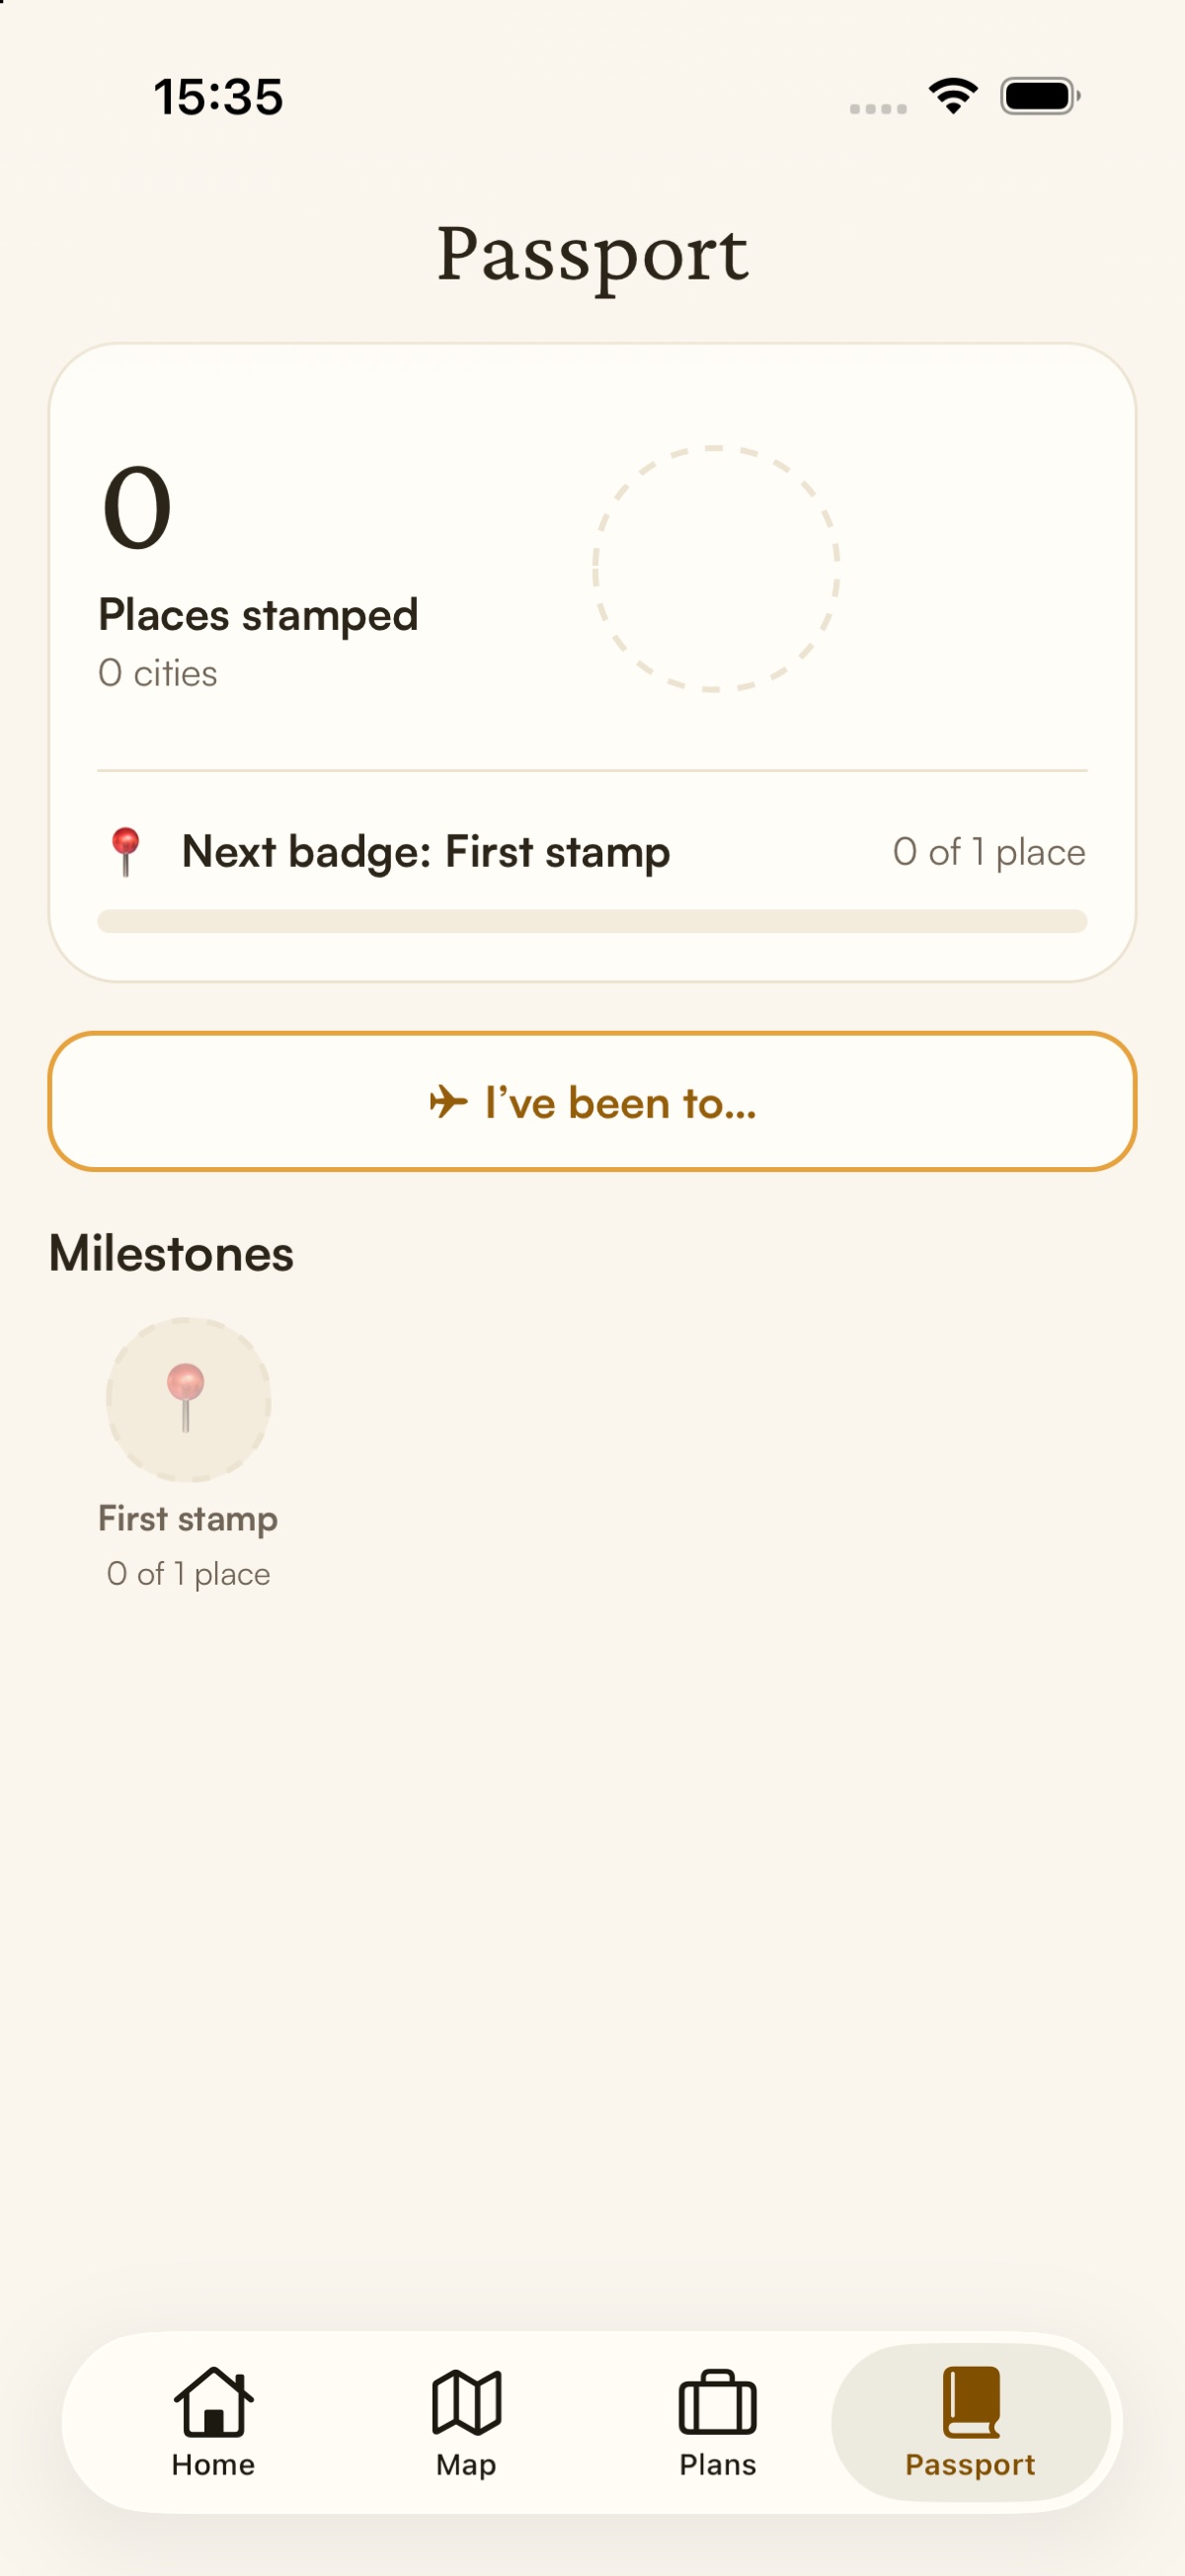 15:35
Passport
0
Places stamped
0 cities
Next badge: First stamp
0 of 1 place
I’ve been to…
Milestones
First stamp
0 of 1 place
Home
Map
Plans
Passport